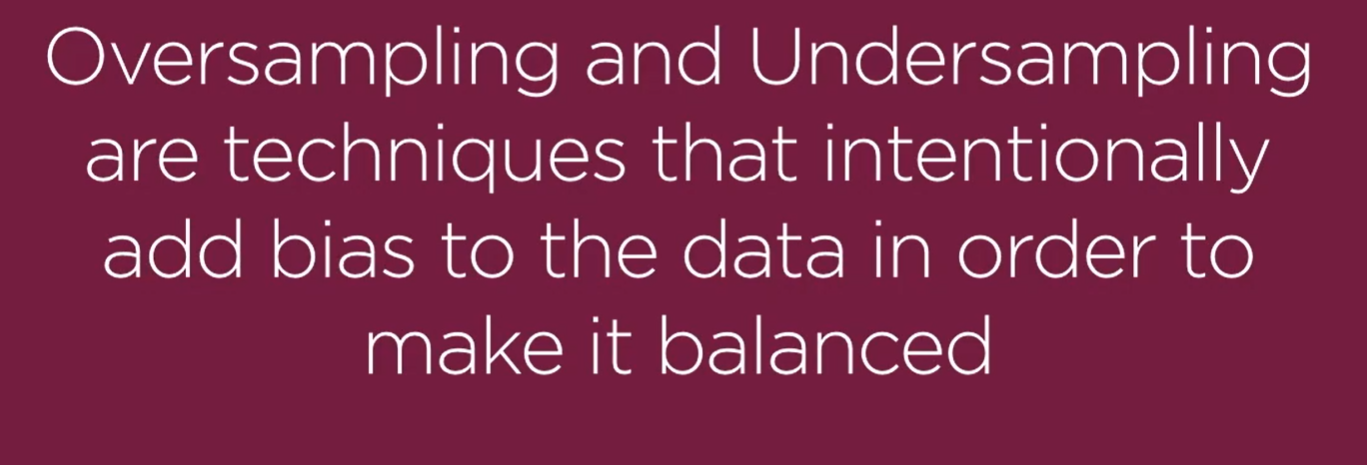 Oversampling and Undersampling
are techniques that intentionally
add bias to the data in order to
make it balanced